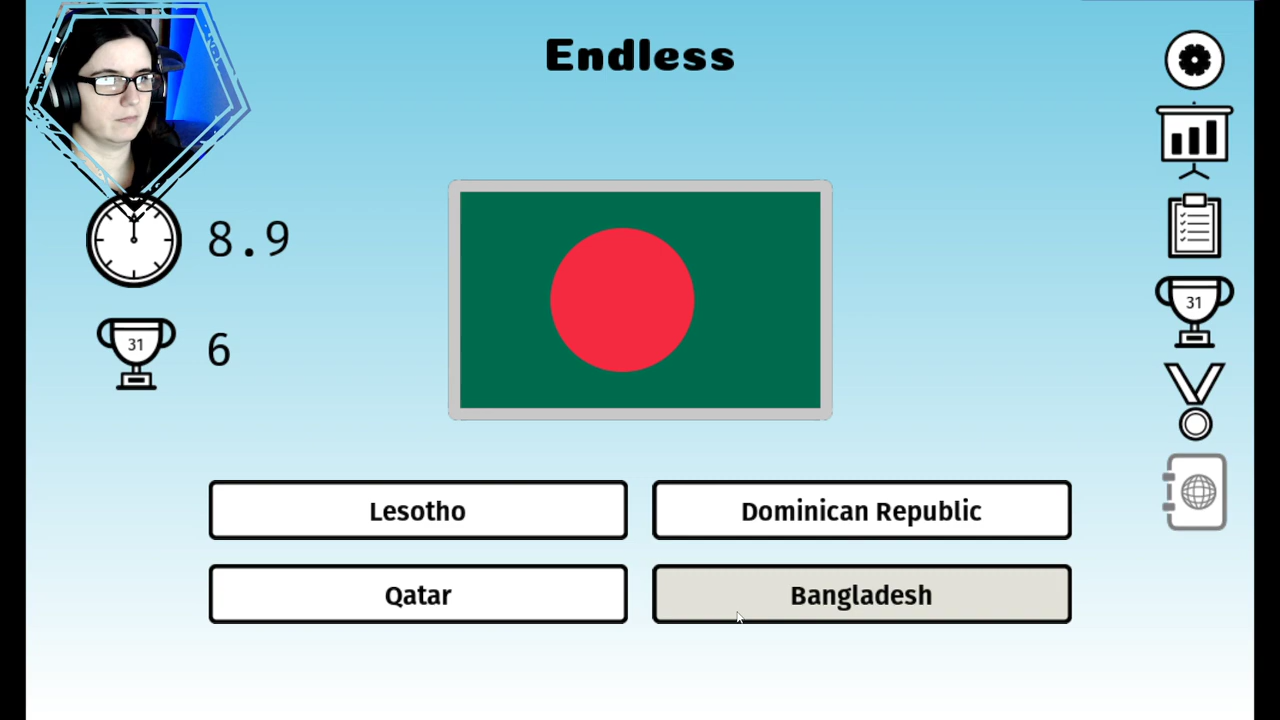 Endless
8.9
31
6
31
Lesotho
Dominican Republic
Qatar
Bangladesh